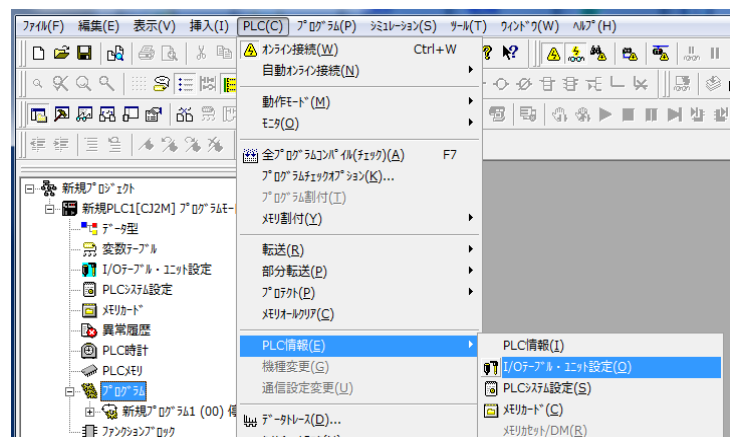 ﾌｧｲﾙ(F) 編集(E) 表示(V) 挿入(I) PLC(C) ﾌﾟﾛｸﾞﾗﾑ(P) ｼﾐｭﾚｰｼｮﾝ(S) ﾂｰﾙ(T) ｳｨﾝﾄﾞｳ(W) ﾍﾙﾌﾟ(H)
ｵﾝﾗｲﾝ接続(W) Ctrl+W
自動ｵﾝﾗｲﾝ接続(N)
動作ﾓｰﾄﾞ(M)
ﾓﾆﾀ(O)
全ﾌﾟﾛｸﾞﾗﾑｺﾝﾊﾟｲﾙ(ﾁｪｯｸ)(A) F7
ﾌﾟﾛｸﾞﾗﾑﾁｪｯｸｵﾌﾟｼｮﾝ(K)...
ﾌﾟﾛｸﾞﾗﾑ割付(T)
ﾒﾓﾘ割付(Y)
転送(R)
部分転送(P)
ﾌﾟﾛﾃｸﾄ(P)
ﾒﾓﾘｵｰﾙｸﾘｱ(C)
PLC情報(E)
機種変更(G)
通信設定変更(U)
ﾃﾞｰﾀﾄﾚｰｽ(D)...
新規ﾌﾟﾛｼﾞｪｸﾄ
新規PLC1[CJ2M] ﾌﾟﾛｸﾞﾗﾑﾓｰ
ﾃﾞｰﾀ型
変数ﾃｰﾌﾞﾙ
I/Oﾃｰﾌﾞﾙ・ﾕﾆｯﾄ設定
PLCｼｽﾃﾑ設定
ﾒﾓﾘｶｰﾄﾞ
異常履歴
PLC時計
PLCﾒﾓﾘ
ﾌﾟﾛｸﾞﾗﾑ
新規ﾌﾟﾛｸﾞﾗﾑ1 (00) 停
ﾌｧﾝｸｼｮﾝﾌﾞﾛｯｸ
PLC情報(I)
I/Oﾃｰﾌﾞﾙ・ﾕﾆｯﾄ設定(O)
PLCｼｽﾃﾑ設定(S)
ﾒﾓﾘｶｰﾄﾞ(C)
ﾒﾓﾘｶｾｯﾄ/DM(R)